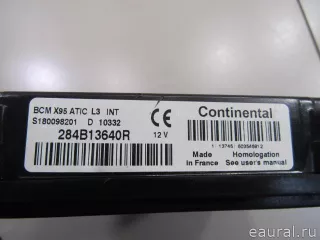 BCM X95 ATIC L3 INT
S180098201 D 10332
284B13640R
12 V
CE
Continental
Made in France
Homologation See user's manual
eaural.ru